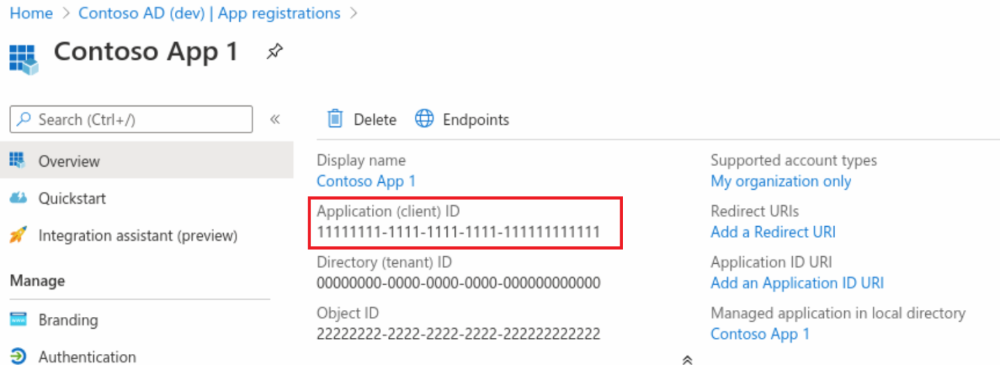 Home > Contoso AD (dev) | App registrations >
Contoso App 1
Search (Ctrl+/)
«
Overview
Quickstart
Integration assistant (preview)
Manage
Branding
Authentication
Delete
Endpoints
Display name
Contoso App 1
Application (client) ID
11111111-1111-1111-1111-111111111111
Directory (tenant) ID
00000000-0000-0000-0000-000000000000
Object ID
22222222-2222-2222-2222-222222222222
Supported account types
My organization only
Redirect URIs
Add a Redirect URI
Application ID URI
Add an Application ID URI
Managed application in local directory
Contoso App 1